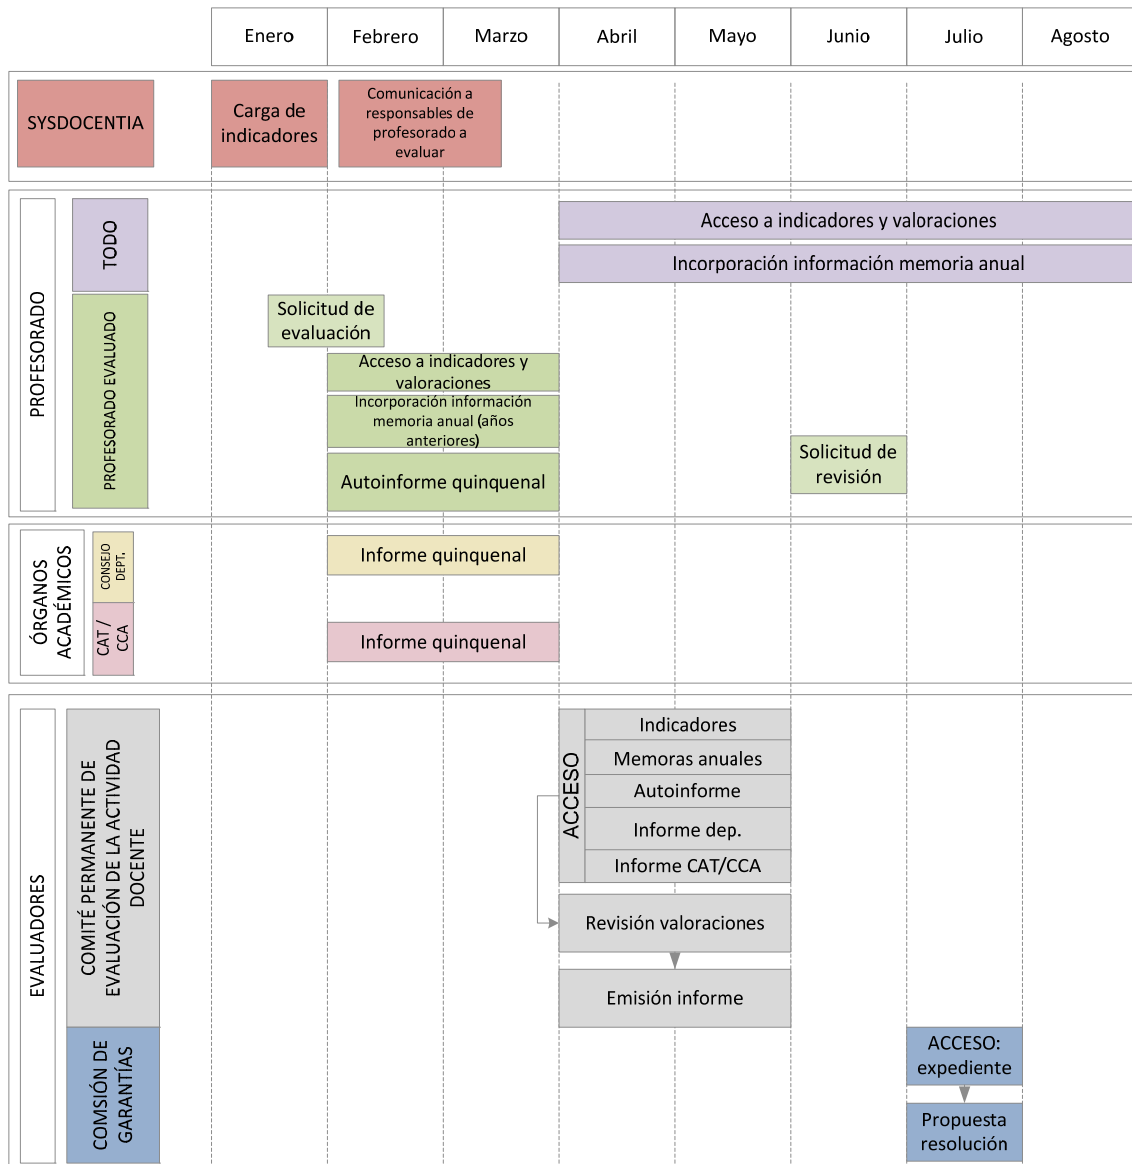 Enero
Febrero
Marzo
Abril
Mayo
Junio
Julio
Agosto
SYSDOCENTIA
Carga de
indicadores
Comunicación a
responsables de
profesorado a
evaluar
PROFESORADO
TODO
Acceso a indicadores y valoraciones
Incorporación información memoria anual
PROFESORADO EVALUADO
Solicitud de
evaluación
Acceso a indicadores y
valoraciones
Incorporación información
memoria anual (años
anteriores)
Autoinforme quinquenal
Solicitud de
revisión
ÓRGANOS
ACADÉMICOS
CONSEJO
DEPT.
Informe quinquenal
CAT /
CCA
Informe quinquenal
EVALUADORES
COMITÉ PERMANENTE DE
EVALUACIÓN DE LA ACTIVIDAD
DOCENTE
ACCESO
Indicadores
Memoras anuales
Autoinforme
Informe dep.
Informe CAT/CCA
Revisión valoraciones
Emisión informe
COMSIÓN DE
GARANTÍAS
ACCESO:
expediente
Propuesta
resolución